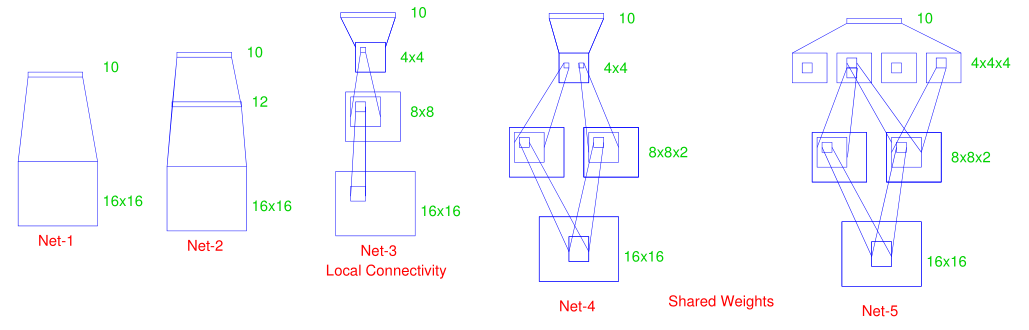 10
16x16
Net-1
10
12
16x16
Net-2
10
4x4
8x8
16x16
Net-3
Local Connectivity
10
4x4
8x8x2
16x16
Net-4
Shared Weights
10
4x4x4
8x8x2
16x16
Net-5